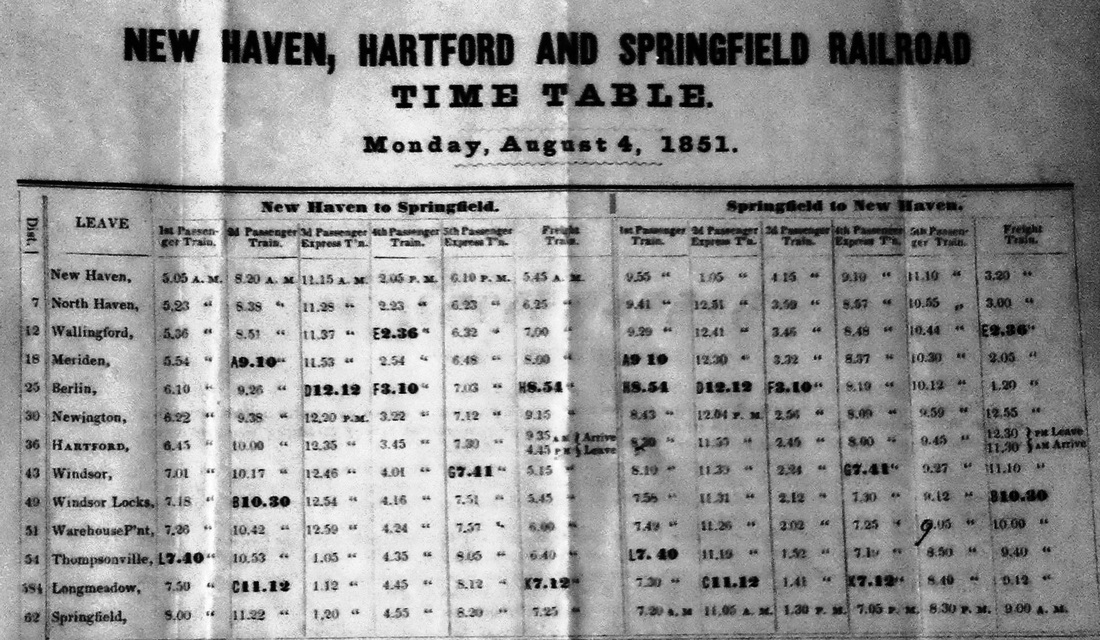 NEW HAVEN, HARTFORD AND SPRINGFIELD RAILROAD
TIME TABLE.
Monday, August 4, 1851.
Dist. LEAVE New Haven to Springfield. Springfield to New Haven.
1st Passenger Train. 2d Passenger Train. 3d Passenger Express T'n. 4th Passenger Train. 5th Passenger Express T'n. Freight Train. 1st Passenger Train. 2d Passenger Express T'n. 3d Passenger Train. 4th Passenger Express T'n. 5th Passenger Train. Freight Train.
New Haven, 5.05 A. M. 8.20 A. M. 11.15 A. M. 2.05 P. M. 6.10 P. M. 5.45 A. M. 9.55 " 1.05 " 4.15 " 9.10 " 11.10 " 3.20 "
7 North Haven, 5.23 " 8.38 " 11.28 " 2.23 " 6.23 " 6.25 " 9.41 " 12.51 " 3.59 " 8.57 " 10.55 " 3.00 "
12 Wallingford, 5.36 " 8.51 " 11.37 " E2.36 " 6.32 " 7.00 " 9.29 " 12.41 " 3.46 " 8.48 " 10.44 " E2.36 "
18 Meriden, 5.54 " A9.10 " 11.53 " 2.54 " 6.48 " 8.00 " A9 10 12.30 " 3.32 " 8.37 " 10.30 " 2.05 "
25 Berlin, 6.10 " 9.26 " D12.12 F3.10 " 7.03 " H8.54 " H8.54 D12.12 F3.10 " 8.19 " 10.12 " 1.20 "
30 Newington, 6.22 " 9.38 " 12.20 P.M. 3.22 " 7.12 " 9.15 " 8.43 " 12.04 P. M. 2.56 " 8.09 " 9.59 " 12.55 "
36 HARTFORD, 6.45 " 10.00 " 12.35 " 3.45 " 7.30 " 9 35 A M } Arrive 8.30 " 11.55 " 2.45 " 8.00 " 9.45 " 12.30 } P M Leave
4.45 P M } Leave 11.30 } A M Arrive
43 Windsor, 7.01 " 10.17 " 12.46 " 4.01 " G7.41 " 5.15 " 8.10 " 11.39 " 2.24 " G7.41 " 9.27 " 11.10 "
49 Windsor Locks, 7.18 " B10.30 12.54 " 4.16 " 7.51 " 5.45 " 7.58 " 11.31 " 2.12 " 7.30 " 9.12 " B10.30
51 WarehouseP'nt, 7.26 " 10.42 " 12.59 " 4.24 " 7.57 " 6.00 " 7.49 " 11.26 " 2.02 " 7.25 " 9.05 " 10.00 "
54 Thompsonville, L7.40 " 10.53 " 1.05 " 4.35 " 8.05 " 6.40 " L7. 40 11.19 " 1.52 " 7.19 " 8.50 " 9.40 "
58¼ Longmeadow, 7.50 " C11.12 1.12 " 4.45 " 8.12 " K7.12 " 7.30 " C11.12 " 1.41 " K7.12 " 8.40 " 9.12 "
62 Springfield, 8.00 " 11.22 " 1.20 " 4.55 " 8.20 " 7.25 " 7.20 A. M 11.05 A. M. 1.30 P. M. 7.05 P. M. 8.30 P. M. 9.00 A. M.